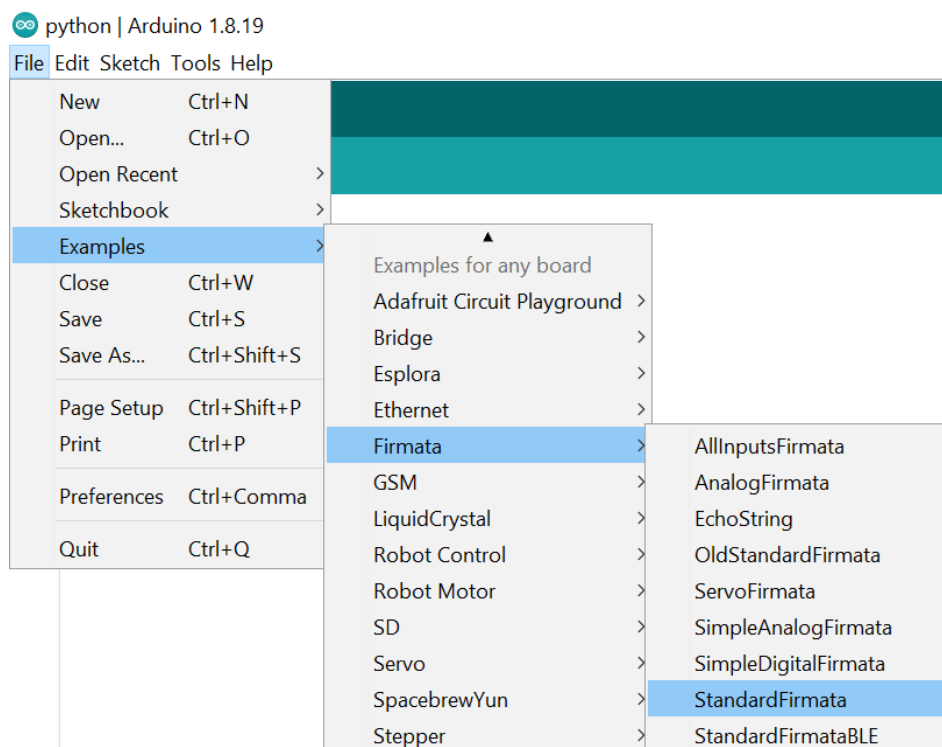 python | Arduino 1.8.19
File Edit Sketch Tools Help
New Ctrl+N
Open... Ctrl+O
Open Recent
Sketchbook
Examples
Close Ctrl+W
Save Ctrl+S
Save As... Ctrl+Shift+S
Page Setup Ctrl+Shift+P
Print Ctrl+P
Preferences Ctrl+Comma
Quit Ctrl+Q
Examples for any board
Adafruit Circuit Playground
Bridge
Esplora
Ethernet
Firmata
GSM
LiquidCrystal
Robot Control
Robot Motor
SD
Servo
SpacebrewYun
Stepper
AllInputsFirmata
AnalogFirmata
EchoString
OldStandardFirmata
ServoFirmata
SimpleAnalogFirmata
SimpleDigitalFirmata
StandardFirmata
StandardFirmataBLE